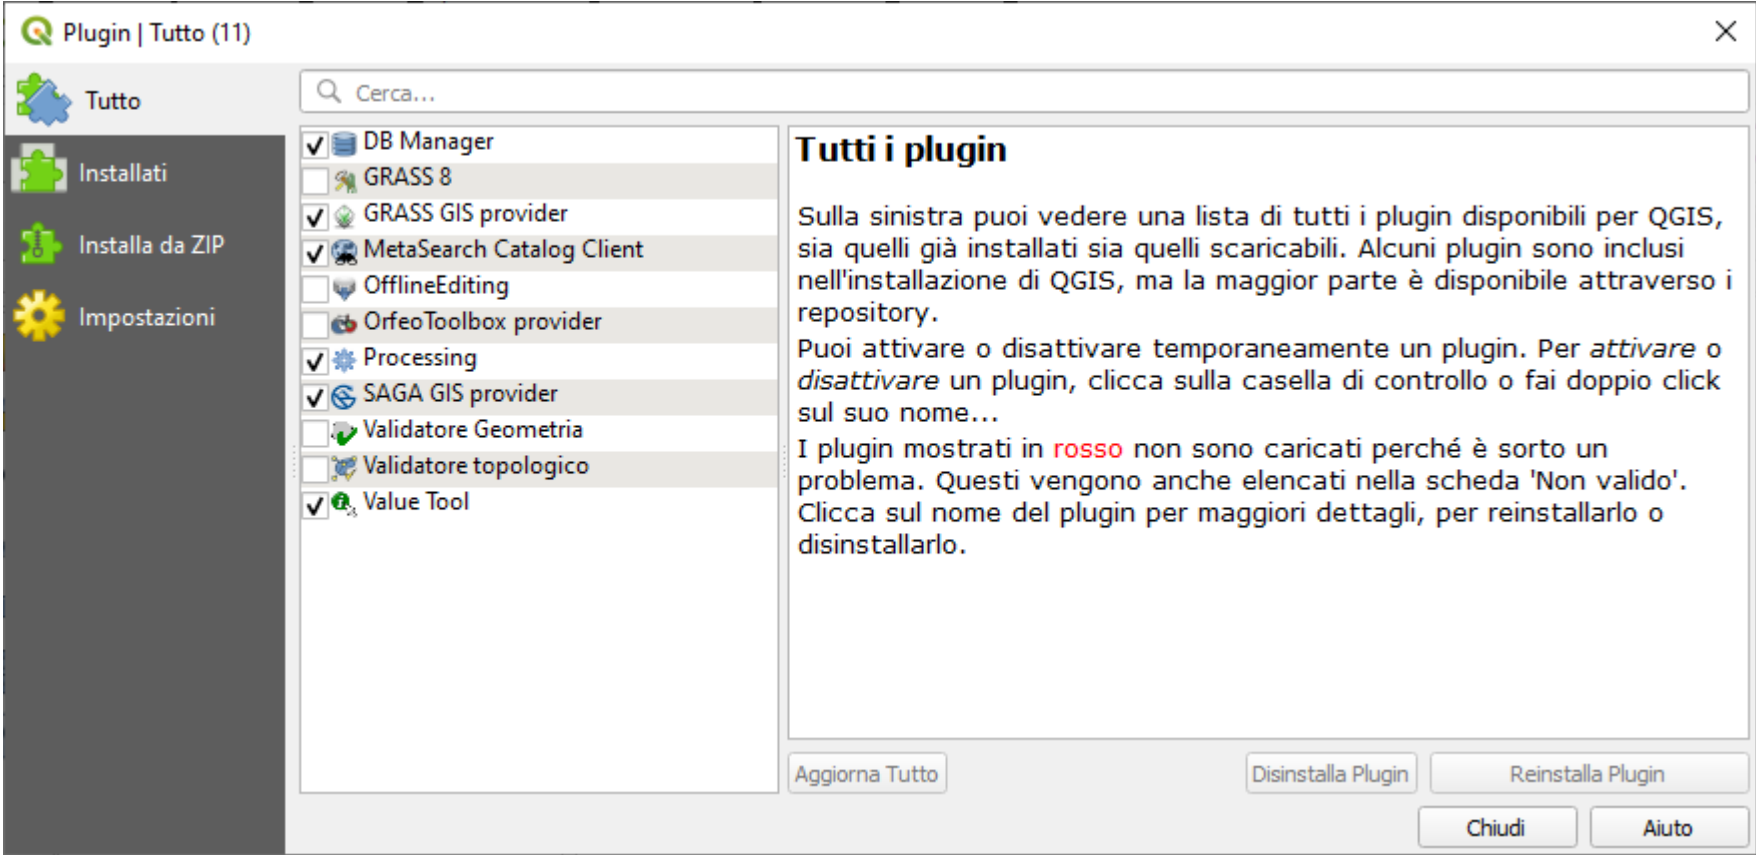 Plugin | Tutto (11)
Tutto
Installati
Installa da ZIP
Impostazioni
Cerca...
DB Manager
GRASS 8
GRASS GIS provider
MetaSearch Catalog Client
OfflineEditing
OrfeoToolbox provider
Processing
SAGA GIS provider
Validatore Geometria
Validatore topologico
Value Tool
Tutti i plugin
Sulla sinistra puoi vedere una lista di tutti i plugin disponibili per QGIS,
sia quelli già installati sia quelli scaricabili. Alcuni plugin sono inclusi
nell'installazione di QGIS, ma la maggior parte è disponibile attraverso i
repository.
Puoi attivare o disattivare temporaneamente un plugin. Per attivare o
disattivare un plugin, clicca sulla casella di controllo o fai doppio click
sul suo nome...
I plugin mostrati in rosso non sono caricati perché è sorto un
problema. Questi vengono anche elencati nella scheda 'Non valido'.
Clicca sul nome del plugin per maggiori dettagli, per reinstallarlo o
disinstallarlo.
Aggiorna Tutto
Disinstalla Plugin
Reinstalla Plugin
Chiudi
Aiuto